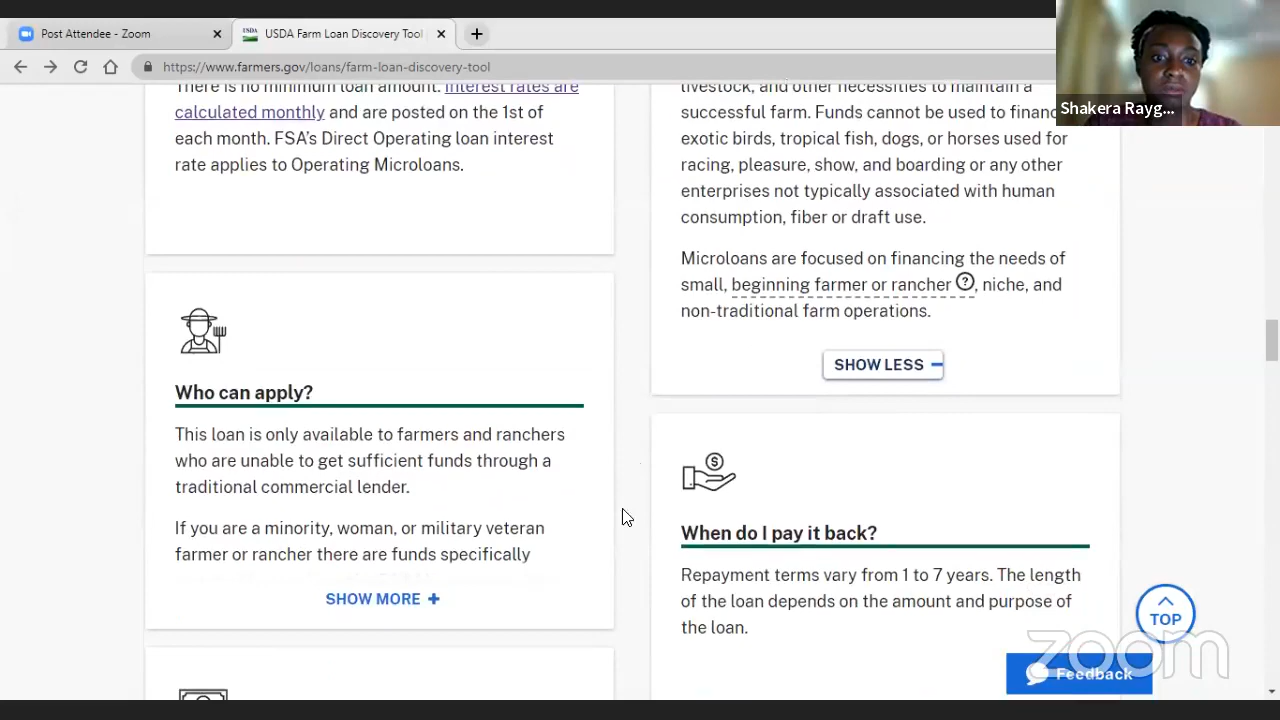 Post Attendee - Zoom
USDA Farm Loan Discovery Tool
https://www.farmers.gov/loans/farm-loan-discovery-tool
Shakera Rayg...
There is no minimum loan amount. Interest rates are
calculated monthly and are posted on the 1st of
each month. FSA's Direct Operating loan interest
rate applies to Operating Microloans.
Who can apply?
This loan is only available to farmers and ranchers
who are unable to get sufficient funds through a
traditional commercial lender.
If you are a minority, woman, or military veteran
farmer or rancher there are funds specifically
SHOW MORE +
livestock, and other necessities to maintain a
successful farm. Funds cannot be used to financ
exotic birds, tropical fish, dogs, or horses used for
racing, pleasure, show, and boarding or any other
enterprises not typically associated with human
consumption, fiber or draft use.
Microloans are focused on financing the needs of
small, beginning farmer or rancher ?, niche, and
non-traditional farm operations.
SHOW LESS −
When do I pay it back?
Repayment terms vary from 1 to 7 years. The length
of the loan depends on the amount and purpose of
the loan.
TOP
Feedback
zoom